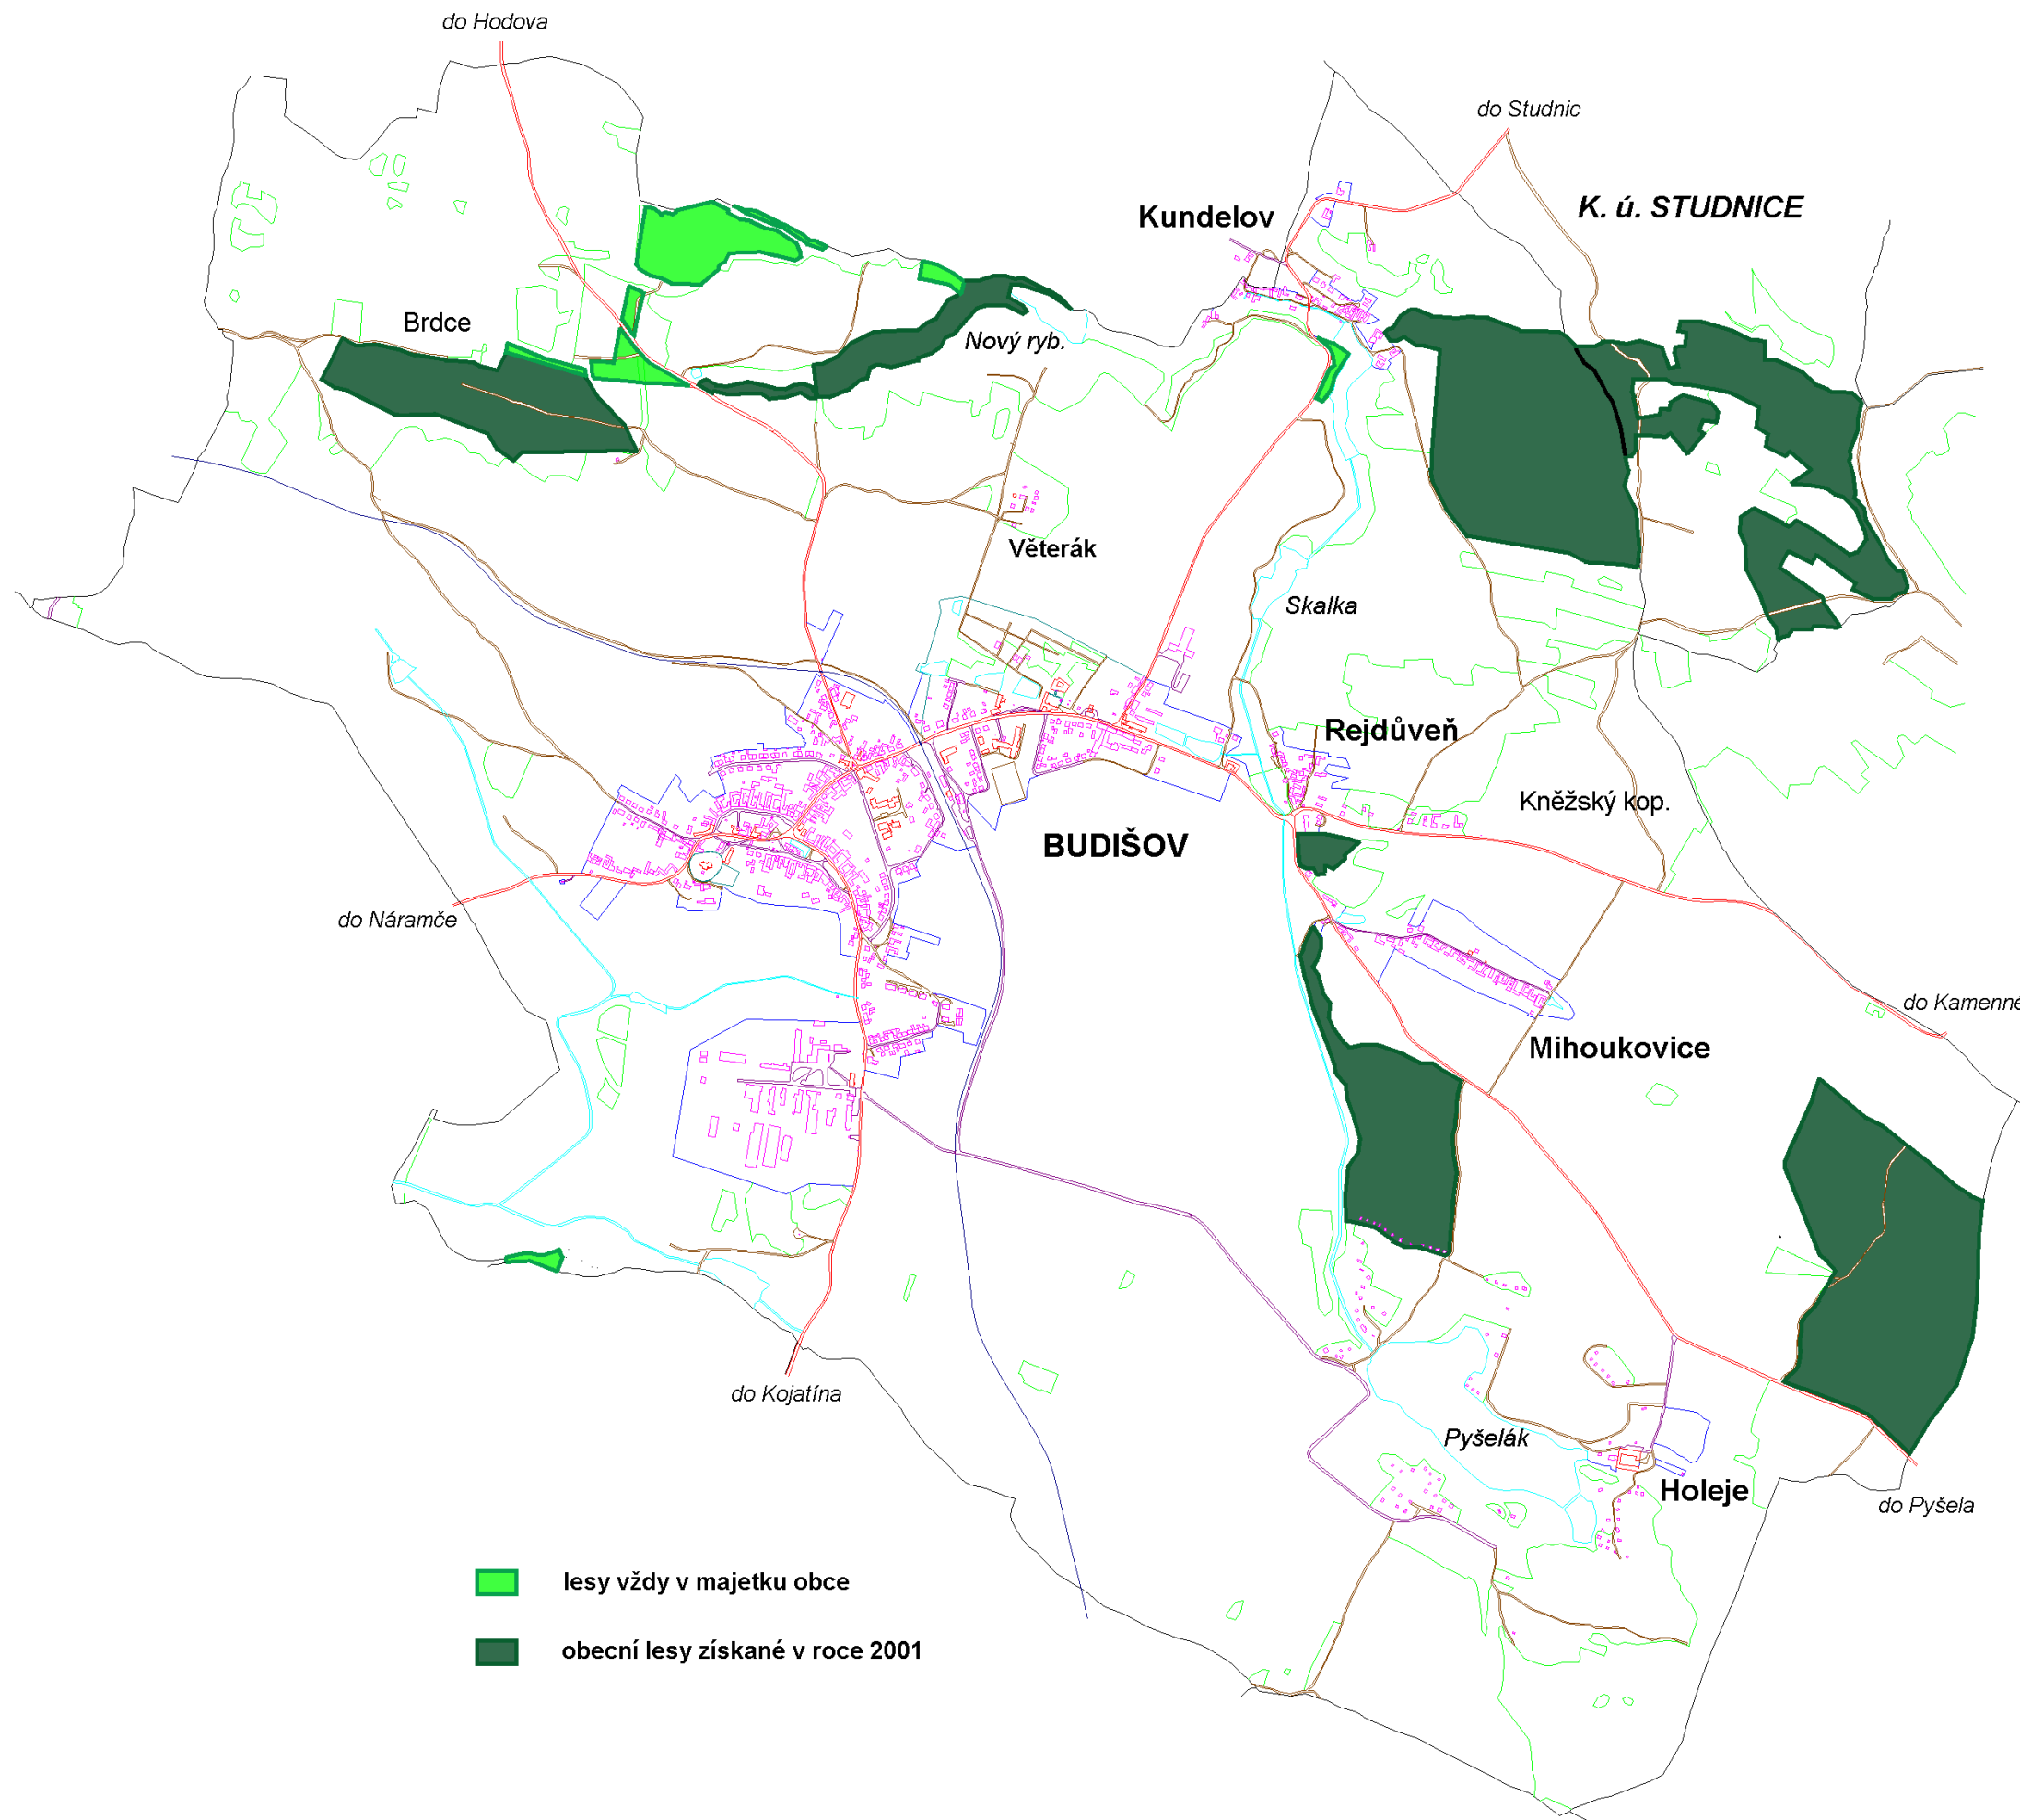 do Hodova
do Studnic
K. ú. STUDNICE
Kundelov
Brdce
Nový ryb.
Věterák
Skalka
Rejdůveň
Kněžský kop.
BUDIŠOV
do Náramče
do Kamenné
Mihoukovice
do Kojatína
Pyšelák
Holeje
do Pyšela
lesy vždy v majetku obce
obecní lesy získané v roce 2001